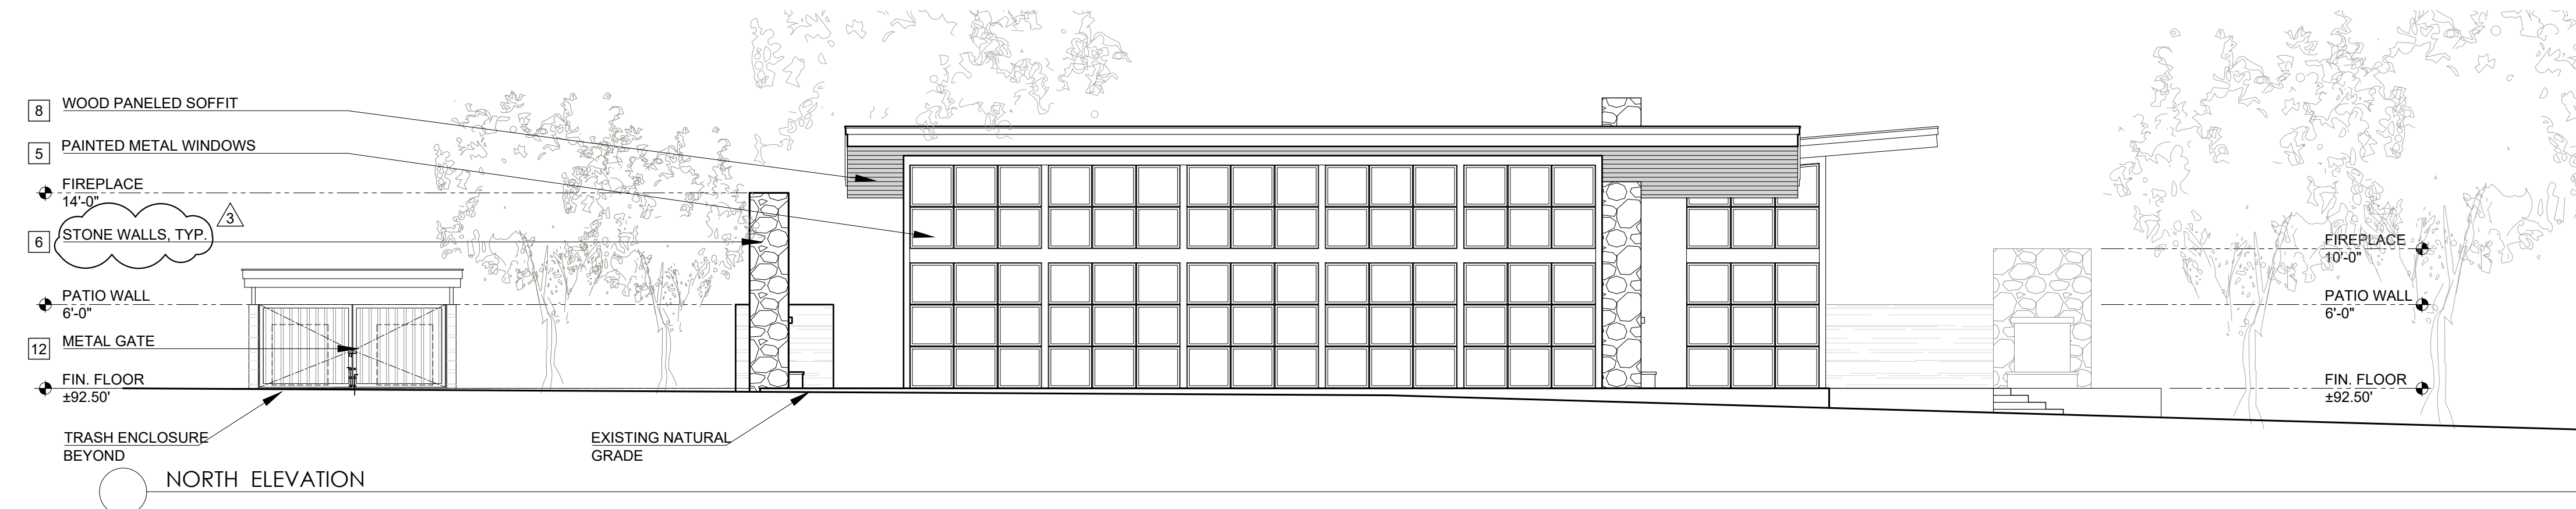 8 WOOD PANELED SOFFIT
5 PAINTED METAL WINDOWS
FIREPLACE
14'-0"
3
6 STONE WALLS, TYP.
PATIO WALL
6'-0"
12 METAL GATE
FIN. FLOOR
±92.50'
TRASH ENCLOSURE
BEYOND
EXISTING NATURAL
GRADE
FIREPLACE
10'-0"
PATIO WALL
6'-0"
FIN. FLOOR
±92.50'
NORTH ELEVATION